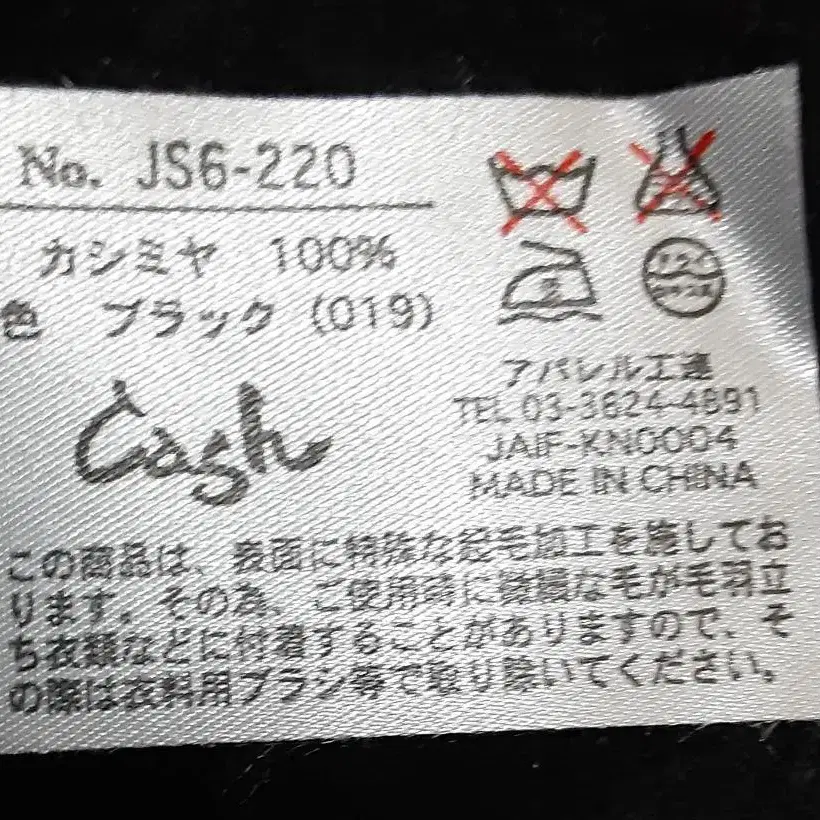 No. JS6-220
カシミヤ 100%
色 ブラック (019)
Cash
アパレル工連
TEL 03-3624-4891
JAIF-KN0004
MADE IN CHINA
この商品は、表面に特殊な起毛加工を施してお
ります。その為、ご使用時に微細な毛が毛羽立
ち衣類などに付着することがありますので、そ
の際は衣料用ブラシ等で取り除いてください。